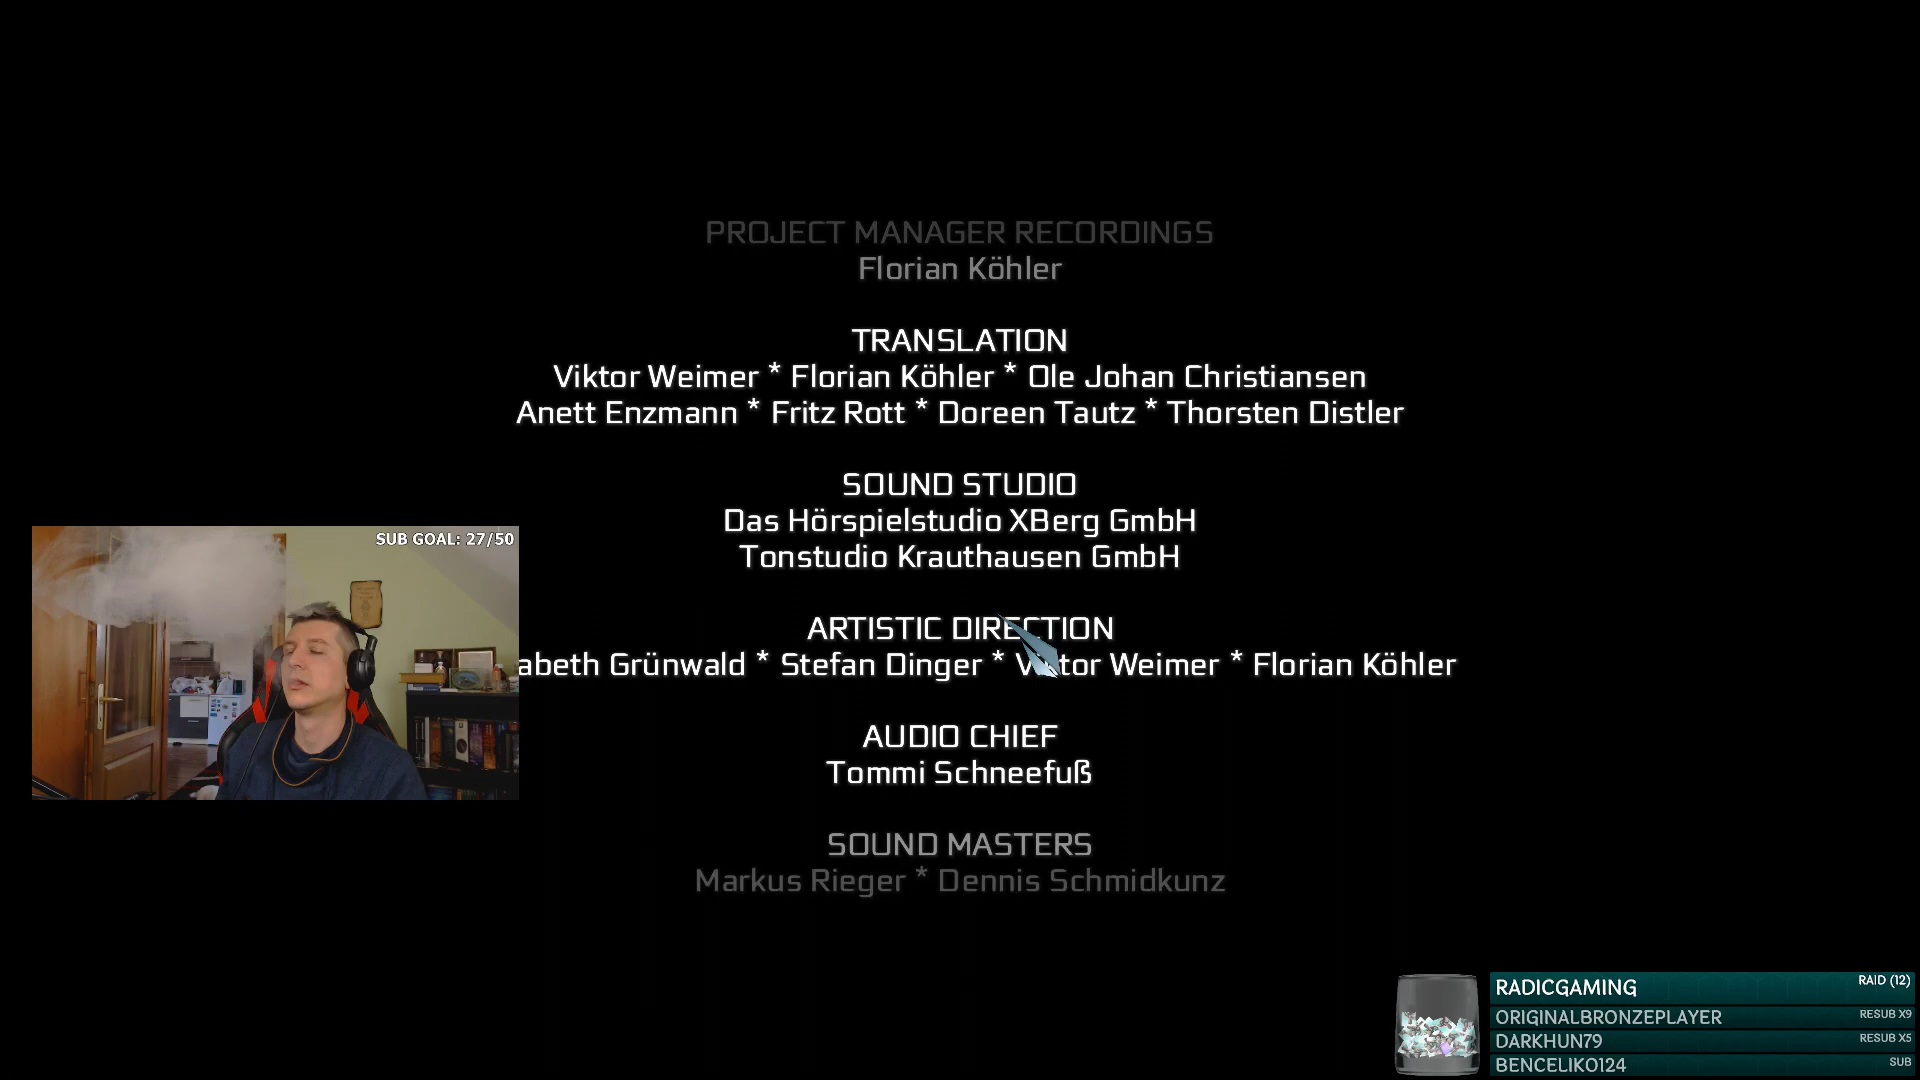 PROJECT MANAGER RECORDINGS
Florian Köhler
TRANSLATION
Viktor Weimer * Florian Köhler * Ole Johan Christiansen
Anett Enzmann * Fritz Rott * Doreen Tautz * Thorsten Distler
SOUND STUDIO
Das Hörspielstudio XBerg GmbH
Tonstudio Krauthausen GmbH
ARTISTIC DIRECTION
abeth Grünwald * Stefan Dinger * Viktor Weimer * Florian Köhler
AUDIO CHIEF
Tommi Schneefuß
SOUND MASTERS
Markus Rieger * Dennis Schmidkunz
SUB GOAL: 27/50
RADICGAMING RAID (12)
ORIGINALBRONZEPLAYER RESUB X9
DARKHUN79 RESUB X5
BENCELIKO124 SUB